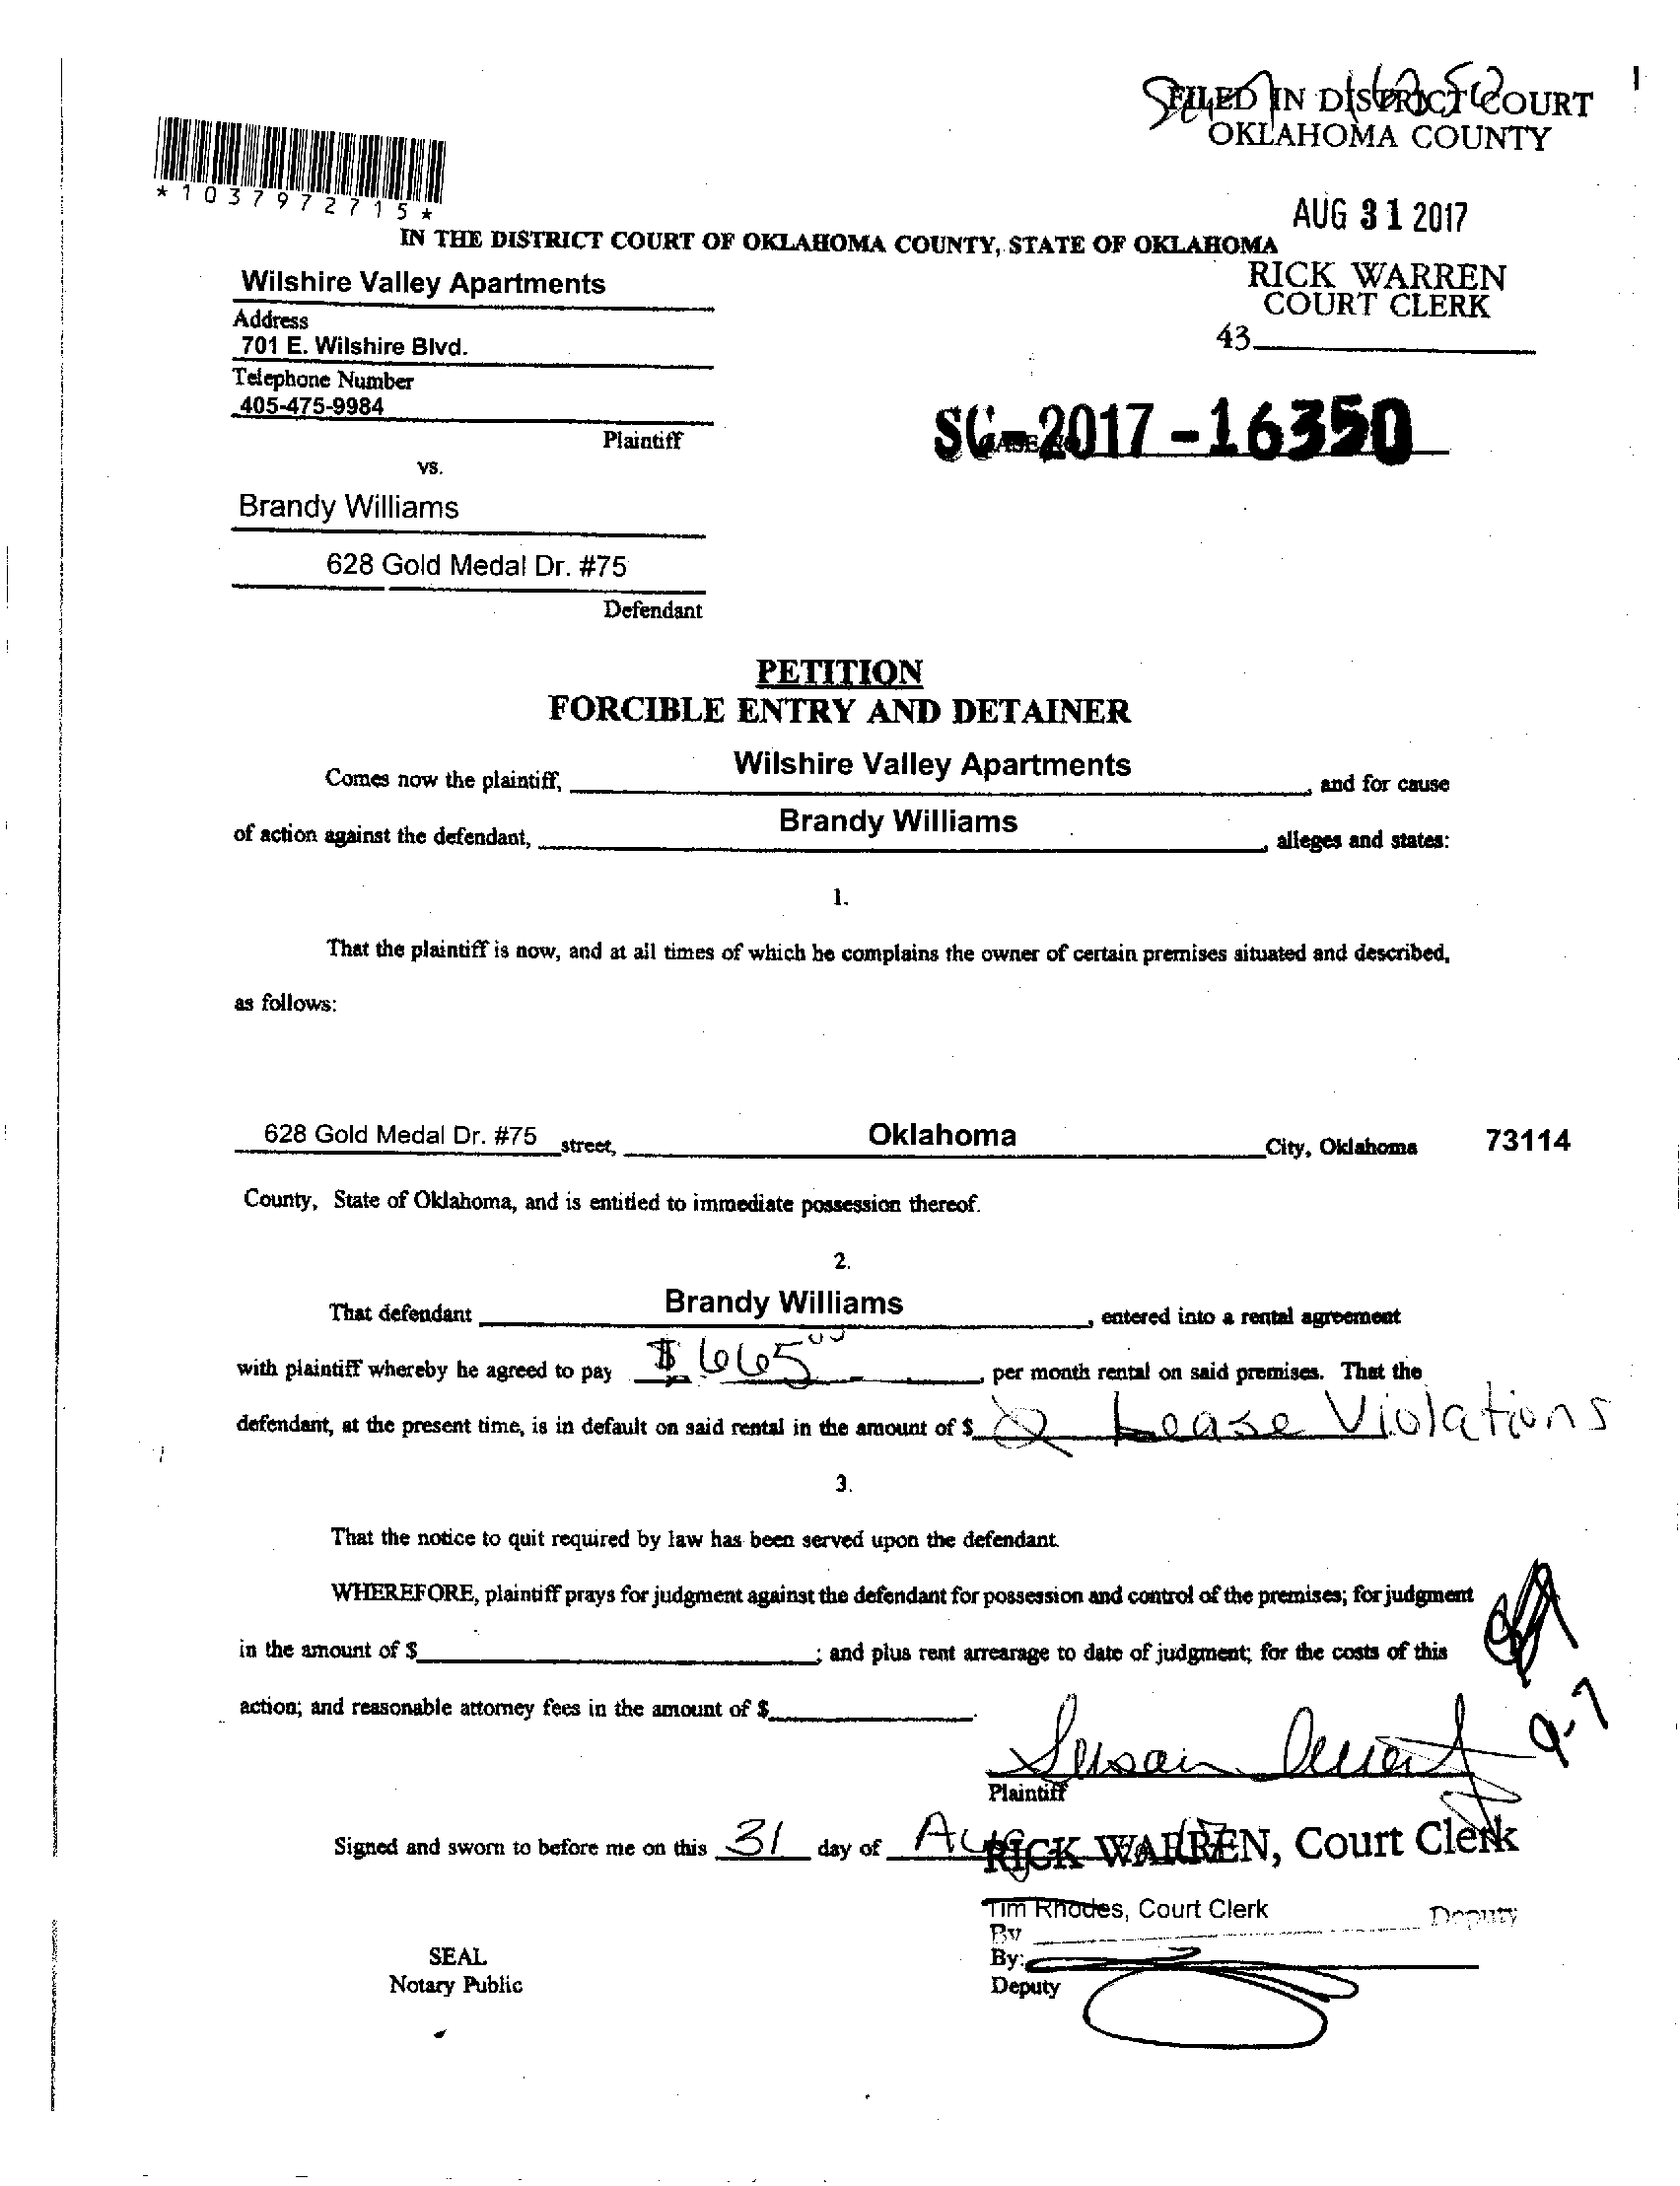 FILED IN DISTRICT COURT
OKLAHOMA COUNTY
*1037972715*
AUG 31 2017
IN THE DISTRICT COURT OF OKLAHOMA COUNTY, STATE OF OKLAHOMA
Wilshire Valley Apartments
RICK WARREN
COURT CLERK
Address
701 E. Wilshire Blvd.
43
Telephone Number
405-475-9984
SC-2017-16350
Plaintiff
vs.
Brandy Williams
628 Gold Medal Dr. #75
Defendant
PETITION
FORCIBLE ENTRY AND DETAINER
Comes now the plaintiff, Wilshire Valley Apartments, and for cause
of action against the defendant, Brandy Williams, alleges and states:
1.
That the plaintiff is now, and at all times of which he complains the owner of certain premises situated and described,
as follows:
628 Gold Medal Dr. #75 street, Oklahoma City, Oklahoma 73114
County, State of Oklahoma, and is entitled to immediate possession thereof.
2.
That defendant Brandy Williams, entered into a rental agreement
with plaintiff whereby he agreed to pay $665.00, per month rental on said premises. That the
defendant, at the present time, is in default on said rental in the amount of $ Lease Violations
3.
That the notice to quit required by law has been served upon the defendant.
WHEREFORE, plaintiff prays for judgment against the defendant for possession and control of the premises; for judgment
in the amount of $; and plus rent arrearage to date of judgment; for the costs of this
action; and reasonable attorney fees in the amount of $.
9-7
Susan
Plaintiff
Signed and sworn to before me on this 31 day of Aug 17
RICK WARREN, Court Clerk
Tim Rhodes, Court Clerk
By Deputy
SEAL
By:
Notary Public
Deputy